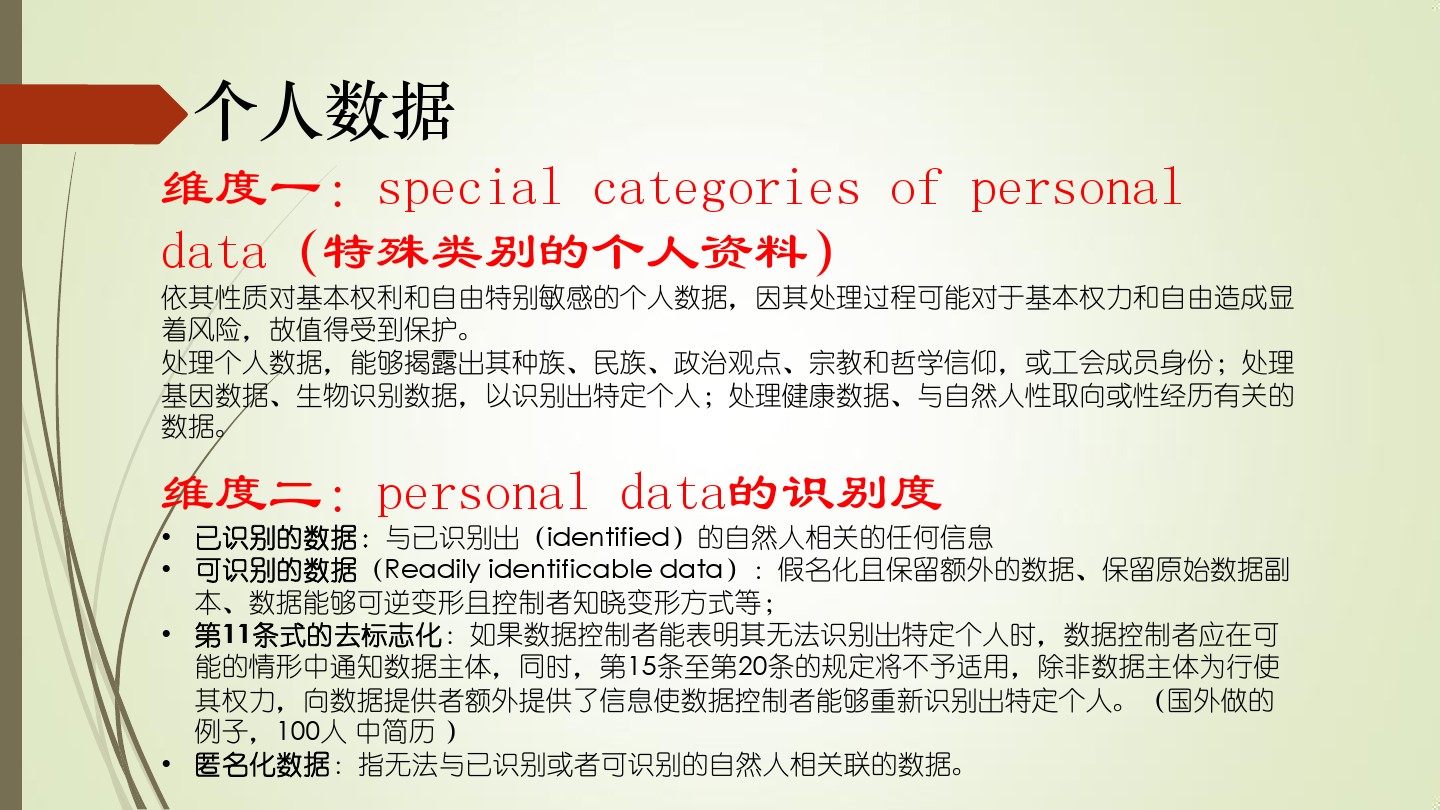 个人数据
维度一：special categories of personal
data（特殊类别的个人资料）
依其性质对基本权利和自由特别敏感的个人数据，因其处理过程可能对于基本权力和自由造成显
着风险，故值得受到保护。
处理个人数据，能够揭露出其种族、民族、政治观点、宗教和哲学信仰，或工会成员身份；处理
基因数据、生物识别数据，以识别出特定个人；处理健康数据、与自然人性取向或性经历有关的
数据。
维度二：personal data的识别度
• 已识别的数据：与已识别出（identified）的自然人相关的任何信息
• 可识别的数据（Readily identificable data）：假名化且保留额外的数据、保留原始数据副
本、数据能够可逆变形且控制者知晓变形方式等；
• 第11条式的去标志化：如果数据控制者能表明其无法识别出特定个人时，数据控制者应在可
能的情形中通知数据主体，同时，第15条至第20条的规定将不予适用，除非数据主体为行使
其权力，向数据提供者额外提供了信息使数据控制者能够重新识别出特定个人。（国外做的
例子，100人 中简历 ）
• 匿名化数据：指无法与已识别或者可识别的自然人相关联的数据。